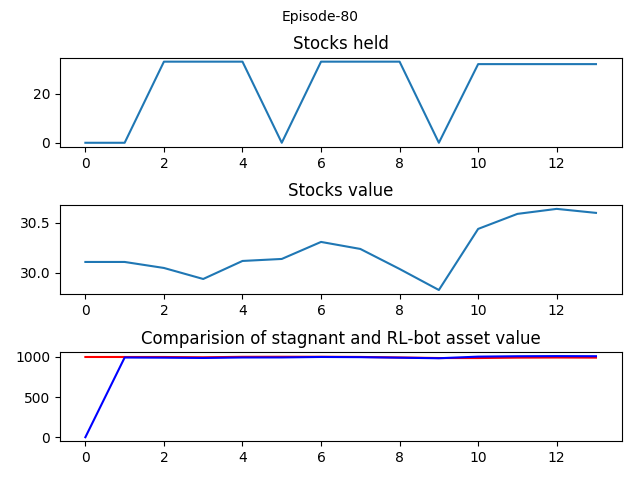 Episode-80
Stocks held
20
0
0 2 4 6 8 10 12
Stocks value
30.5
30.0
0 2 4 6 8 10 12
Comparision of stagnant and RL-bot asset value
1000
500
0
0 2 4 6 8 10 12